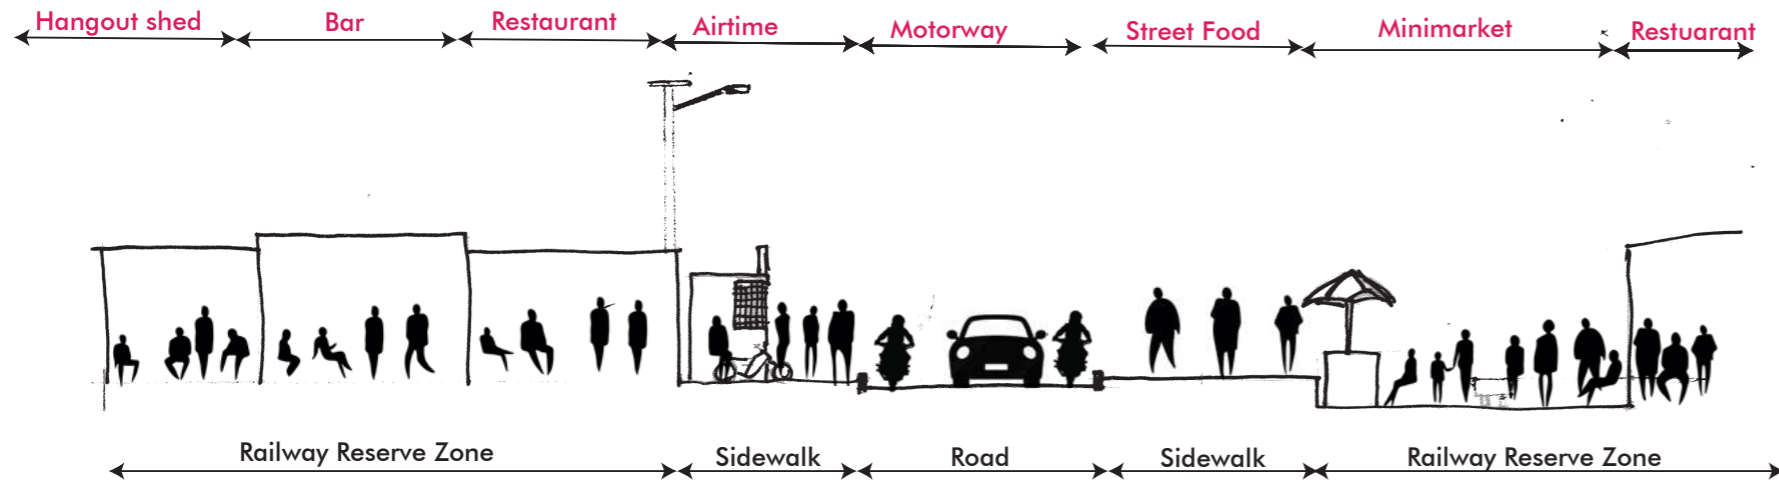 Hangout shed
Bar
Restaurant
Airtime
Motorway
Street Food
Minimarket
Restuarant
Railway Reserve Zone
Sidewalk
Road
Sidewalk
Railway Reserve Zone